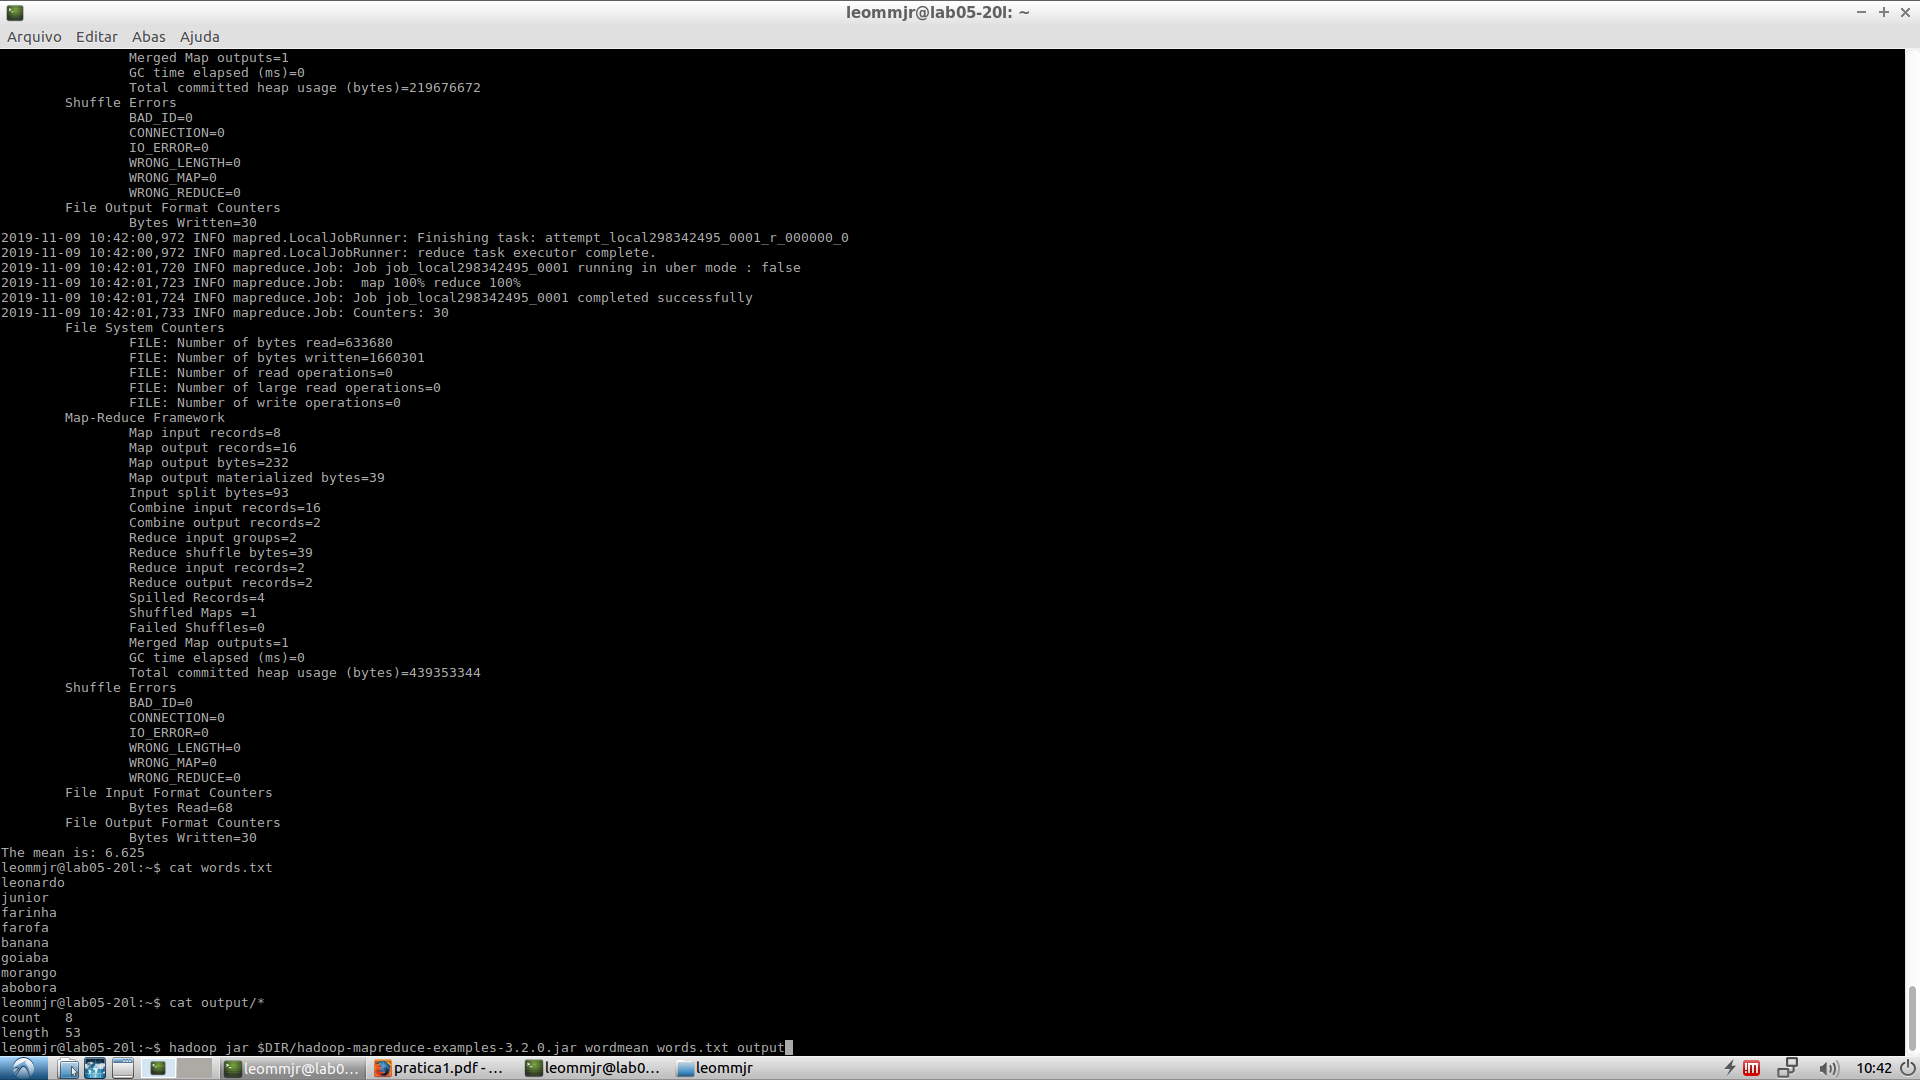 leommjr@lab05-20l: ~
Arquivo Editar Abas Ajuda
Merged Map outputs=1
GC time elapsed (ms)=0
Total committed heap usage (bytes)=219676672
Shuffle Errors
BAD_ID=0
CONNECTION=0
IO_ERROR=0
WRONG_LENGTH=0
WRONG_MAP=0
WRONG_REDUCE=0
File Output Format Counters
Bytes Written=30
2019-11-09 10:42:00,972 INFO mapred.LocalJobRunner: Finishing task: attempt_local298342495_0001_r_000000_0
2019-11-09 10:42:00,972 INFO mapred.LocalJobRunner: reduce task executor complete.
2019-11-09 10:42:01,720 INFO mapreduce.Job: Job job_local298342495_0001 running in uber mode : false
2019-11-09 10:42:01,723 INFO mapreduce.Job:  map 100% reduce 100%
2019-11-09 10:42:01,724 INFO mapreduce.Job: Job job_local298342495_0001 completed successfully
2019-11-09 10:42:01,733 INFO mapreduce.Job: Counters: 30
File System Counters
FILE: Number of bytes read=633680
FILE: Number of bytes written=1660301
FILE: Number of read operations=0
FILE: Number of large read operations=0
FILE: Number of write operations=0
Map-Reduce Framework
Map input records=8
Map output records=16
Map output bytes=232
Map output materialized bytes=39
Input split bytes=93
Combine input records=16
Combine output records=2
Reduce input groups=2
Reduce shuffle bytes=39
Reduce input records=2
Reduce output records=2
Spilled Records=4
Shuffled Maps =1
Failed Shuffles=0
Merged Map outputs=1
GC time elapsed (ms)=0
Total committed heap usage (bytes)=439353344
Shuffle Errors
BAD_ID=0
CONNECTION=0
IO_ERROR=0
WRONG_LENGTH=0
WRONG_MAP=0
WRONG_REDUCE=0
File Input Format Counters
Bytes Read=68
File Output Format Counters
Bytes Written=30
The mean is: 6.625
leommjr@lab05-20l:~$ cat words.txt
leonardo
junior
farinha
farofa
banana
goiaba
morango
abobora
leommjr@lab05-20l:~$ cat output/*
count 8
length 53
leommjr@lab05-20l:~$ hadoop jar $DIR/hadoop-mapreduce-examples-3.2.0.jar wordmean words.txt output
leommjr@lab0... pratica1.pdf - ... leommjr@lab0... leommjr 10:42